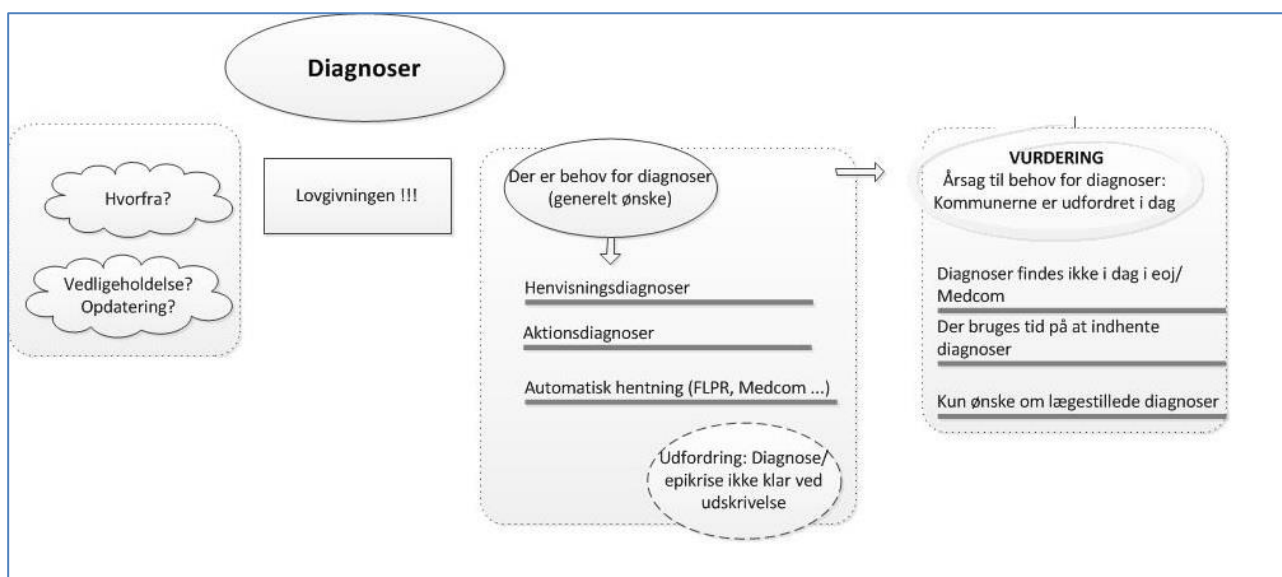 Diagnoser
Hvorfra?
Vedligeholdelse?
Opdatering?
Lovgivningen !!!
Der er behov for diagnoser
(generelt ønske)
Henvisningsdiagnoser
Aktionsdiagnoser
Automatisk hentning (FLPR, Medcom ...)
Udfordring: Diagnose/
epikrise ikke klar ved
udskrivelse
VURDERING
Årsag til behov for diagnoser:
Kommunerne er udfordret i dag
Diagnoser findes ikke i dag i eoj/
Medcom
Der bruges tid på at indhente
diagnoser
Kun ønske om lægestillede diagnoser